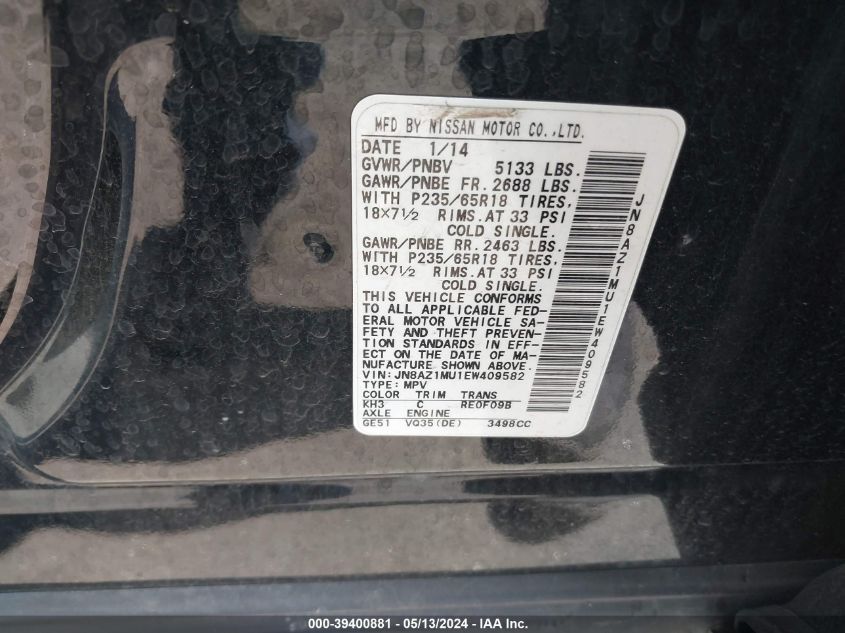 MFD BY NISSAN MOTOR CO.,LTD.
DATE 1/14
GVWR/PNBV 5133 LBS.
GAWR/PNBE FR. 2688 LBS.
WITH P235/65R18 TIRES,
18×7½ RIMS.AT 33 PSI
COLD SINGLE.
GAWR/PNBE RR. 2463 LBS.
WITH P235/65R18 TIRES,
18×7½ RIMS.AT 33 PSI
COLD SINGLE.
THIS VEHICLE CONFORMS
TO ALL APPLICABLE FED-
ERAL MOTOR VEHICLE SA-
FETY AND THEFT PREVEN-
TION STANDARDS IN EFF-
ECT ON THE DATE OF MA-
NUFACTURE SHOWN ABOVE.
VIN: JN8AZ1MU1EW409582
TYPE: MPV
COLOR TRIM TRANS
KH3 C RE0F09B
AXLE ENGINE
GE51 VQ35(DE) 3498CC
JN8AZ1MU1EW409582
000-39400881 - 05/13/2024 - IAA Inc.